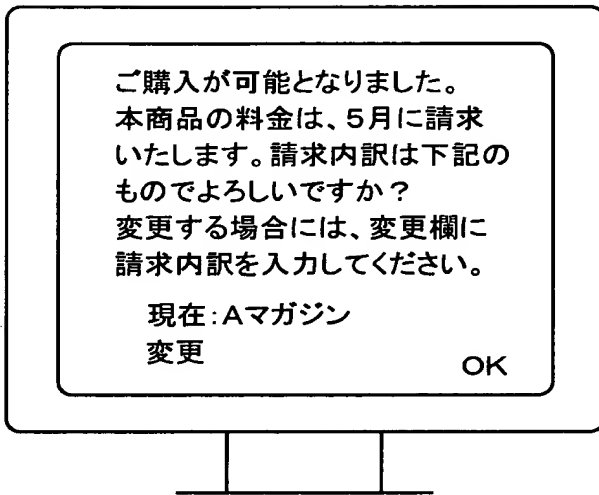 ご購入が可能となりました。
本商品の料金は、5月に請求
いたします。請求内訳は下記の
ものでよろしいですか?
変更する場合には、変更欄に
請求内訳を入力してください。
現在:Aマガジン
変更
OK